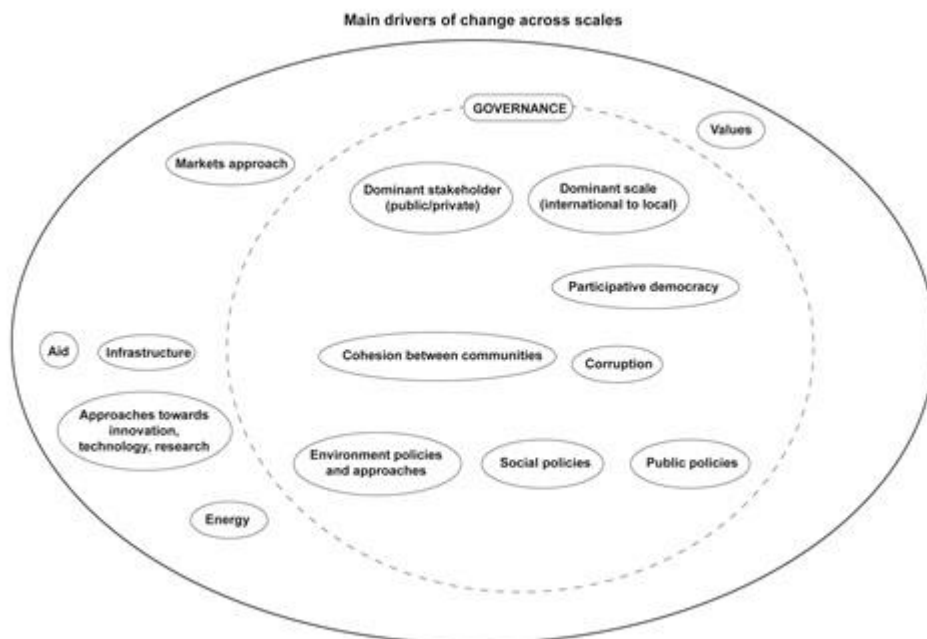 Main drivers of change across scales
GOVERNANCE
Values
Markets approach
Dominant stakeholder
(public/private)
Dominant scale
(international to local)
Participative democracy
Aid
Infrastructure
Cohesion between communities
Corruption
Approaches towards
innovation,
technology, research
Environment policies
and approaches
Social policies
Public policies
Energy